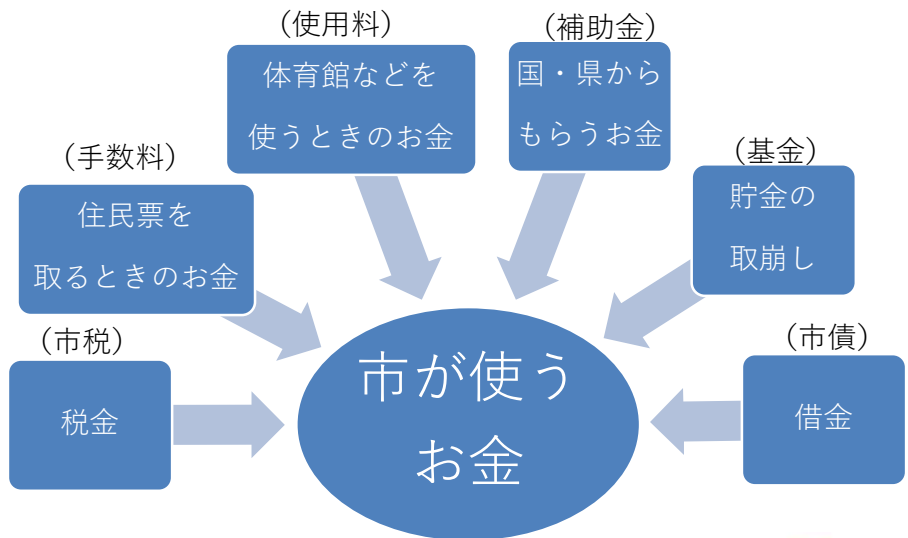 (使用料)
体育館などを
使うときのお金
(補助金)
国・県から
もらうお金
(手数料)
住民票を
取るときのお金
(基金)
貯金の
取崩し
(市税)
税金
(市債)
借金
市が使う
お金